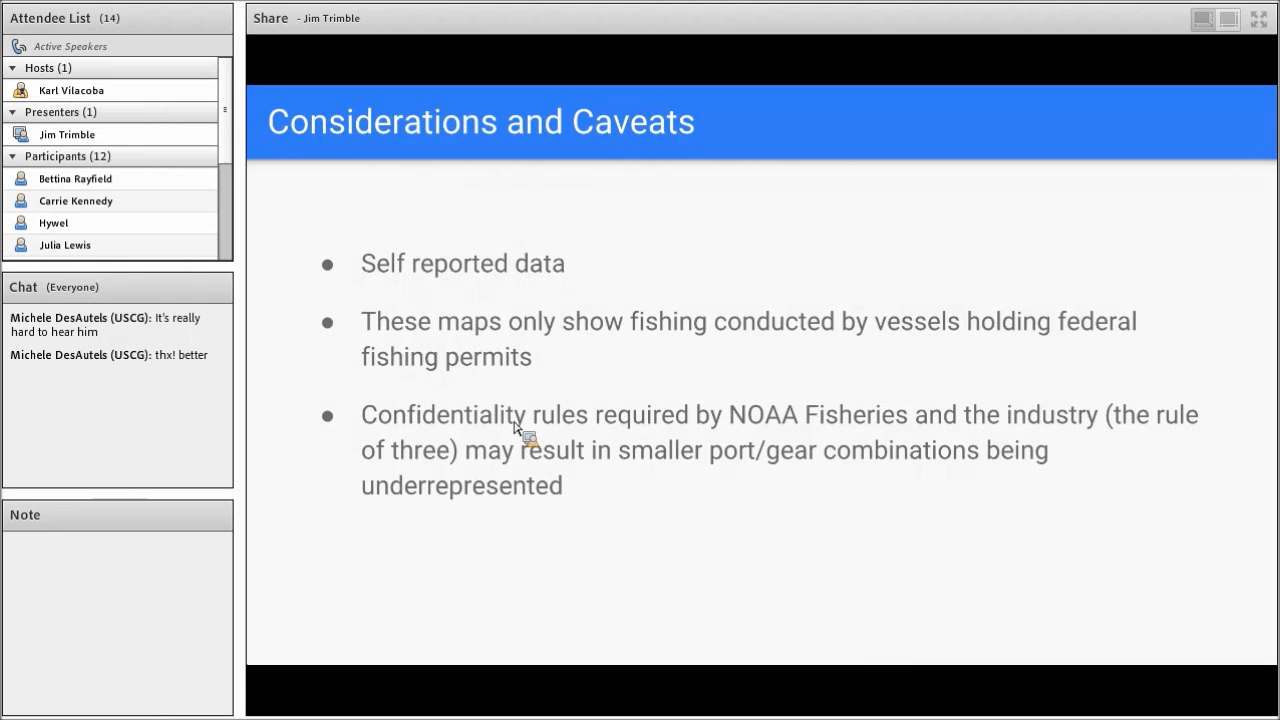 Attendee List (14)
Active Speakers
Hosts (1)
Karl Vilacoba
Presenters (1)
Jim Trimble
Participants (12)
Bettina Rayfield
Carrie Kennedy
Hywel
Julia Lewis
Chat (Everyone)
Michele DesAutels (USCG): It's really
hard to hear him
Michele DesAutels (USCG): thx! better
Note
Share - Jim Trimble
Considerations and Caveats
● Self reported data
● These maps only show fishing conducted by vessels holding federal
fishing permits
● Confidentiality rules required by NOAA Fisheries and the industry (the rule
of three) may result in smaller port/gear combinations being
underrepresented